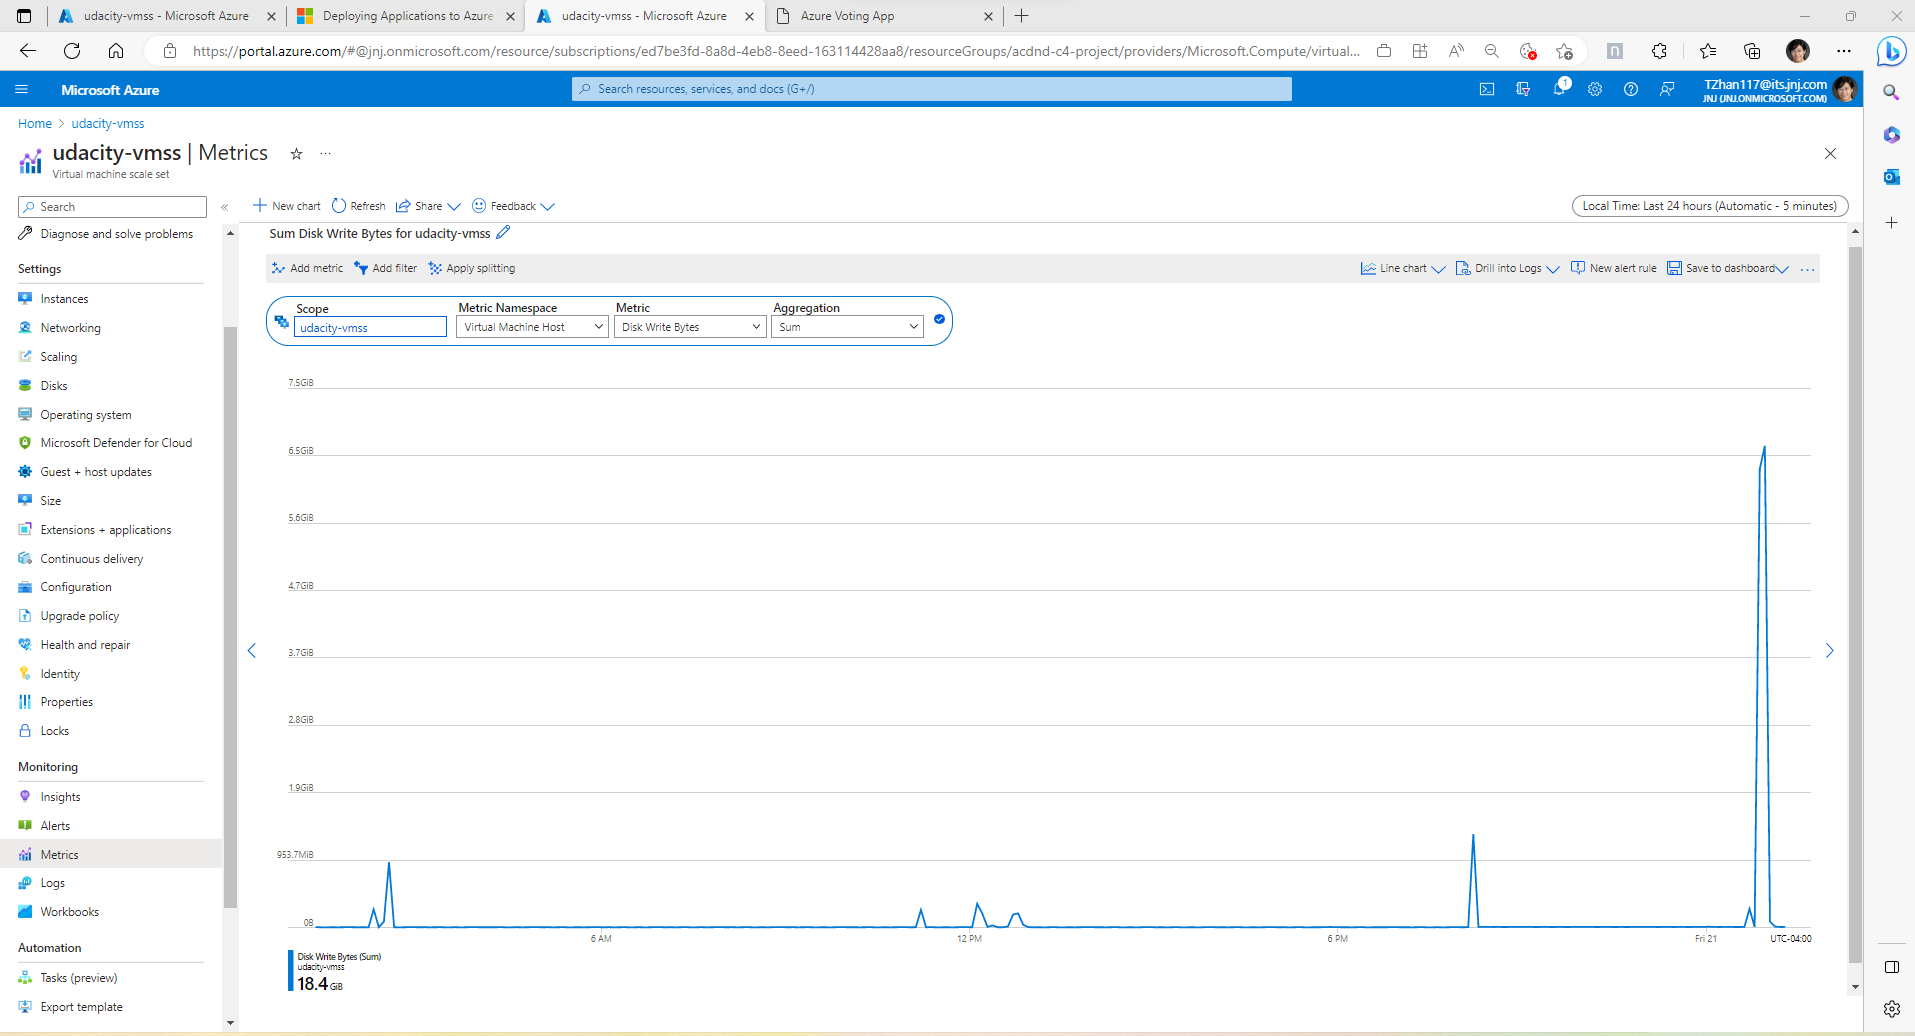 udacity-vmss - Microsoft Azure
Deploying Applications to Azure
udacity-vmss - Microsoft Azure
Azure Voting App
https://portal.azure.com/#@jnj.onmicrosoft.com/resource/subscriptions/ed7be3fd-8a8d-4eb8-8eed-163114428aa8/resourceGroups/acdnd-c4-project/providers/Microsoft.Compute/virtual...
Microsoft Azure
Search resources, services, and docs (G+/)
1
TZhan117@its.jnj.com
JNJ (JNJ.ONMICROSOFT.COM)
Home > udacity-vmss
udacity-vmss | Metrics
Virtual machine scale set
Search
New chart
Refresh
Share
Feedback
Local Time: Last 24 hours (Automatic - 5 minutes)
Diagnose and solve problems
Settings
Instances
Networking
Scaling
Disks
Operating system
Microsoft Defender for Cloud
Guest + host updates
Size
Extensions + applications
Continuous delivery
Configuration
Upgrade policy
Health and repair
Identity
Properties
Locks
Monitoring
Insights
Alerts
Metrics
Logs
Workbooks
Automation
Tasks (preview)
Export template
Sum Disk Write Bytes for udacity-vmss
Add metric
Add filter
Apply splitting
Line chart
Drill into Logs
New alert rule
Save to dashboard
Scope
udacity-vmss
Metric Namespace
Virtual Machine Host
Metric
Disk Write Bytes
Aggregation
Sum
7.5GiB
6.5GiB
5.6GiB
4.7GiB
3.7GiB
2.8GiB
1.9GiB
953.7MiB
0B
6 AM
12 PM
6 PM
Fri 21
UTC-04:00
Disk Write Bytes (Sum)
udacity-vmss
18.4 GiB